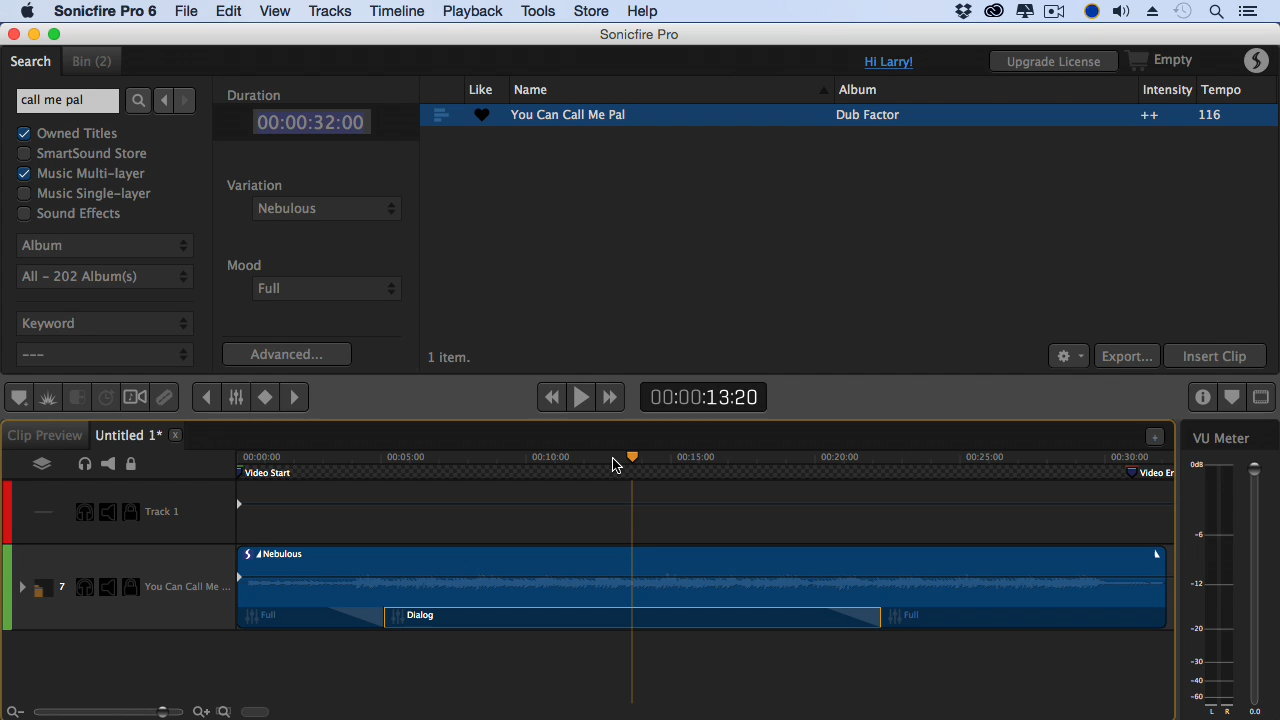 Sonicfire Pro 6 File Edit View Tracks Timeline Playback Tools Store Help
Sonicfire Pro
Search Bin (2) Hi Larry! Upgrade License Empty
call me pal
Owned Titles
SmartSound Store
Music Multi-layer
Music Single-layer
Sound Effects
Album
All - 202 Album(s)
Keyword
---
Duration
00:00:32:00
Variation
Nebulous
Mood
Full
Advanced...
Like Name Album Intensity Tempo
You Can Call Me Pal Dub Factor ++ 116
1 item. Export... Insert Clip
00:00:13:20
Clip Preview Untitled 1* x + VU Meter
00:00:00 00:05:00 00:10:00 00:15:00 00:20:00 00:25:00 00:30:00
Video Start Video Er
Track 1
Nebulous
7 You Can Call Me ...
Full Dialog Full
0dB
-6
-12
-20
-30
-40
-60
L R 0.0